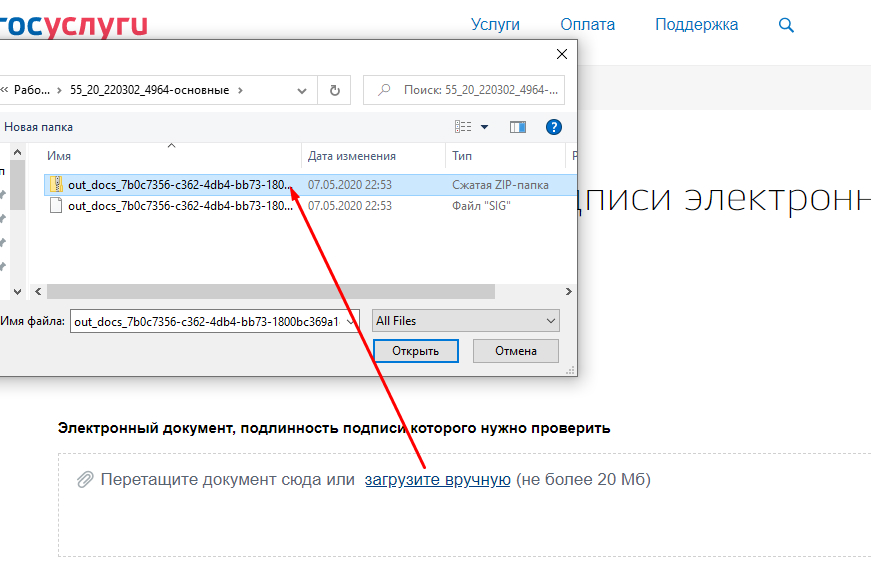 госуслуги
Услуги Оплата Поддержка
« Рабо... › 55_20_220302_4964-основные ›
Поиск: 55_20_220302_4964-...
Новая папка
Имя Дата изменения Тип Р
out_docs_7b0c7356-c362-4db4-bb73-180... 07.05.2020 22:53 Сжатая ZIP-папка
out_docs_7b0c7356-c362-4db4-bb73-180... 07.05.2020 22:53 Файл "SIG"
дписи электронн
Имя файла: out_docs_7b0c7356-c362-4db4-bb73-1800bc369a1 All Files
Открыть Отмена
Электронный документ, подлинность подписи которого нужно проверить
Перетащите документ сюда или загрузите вручную (не более 20 Мб)